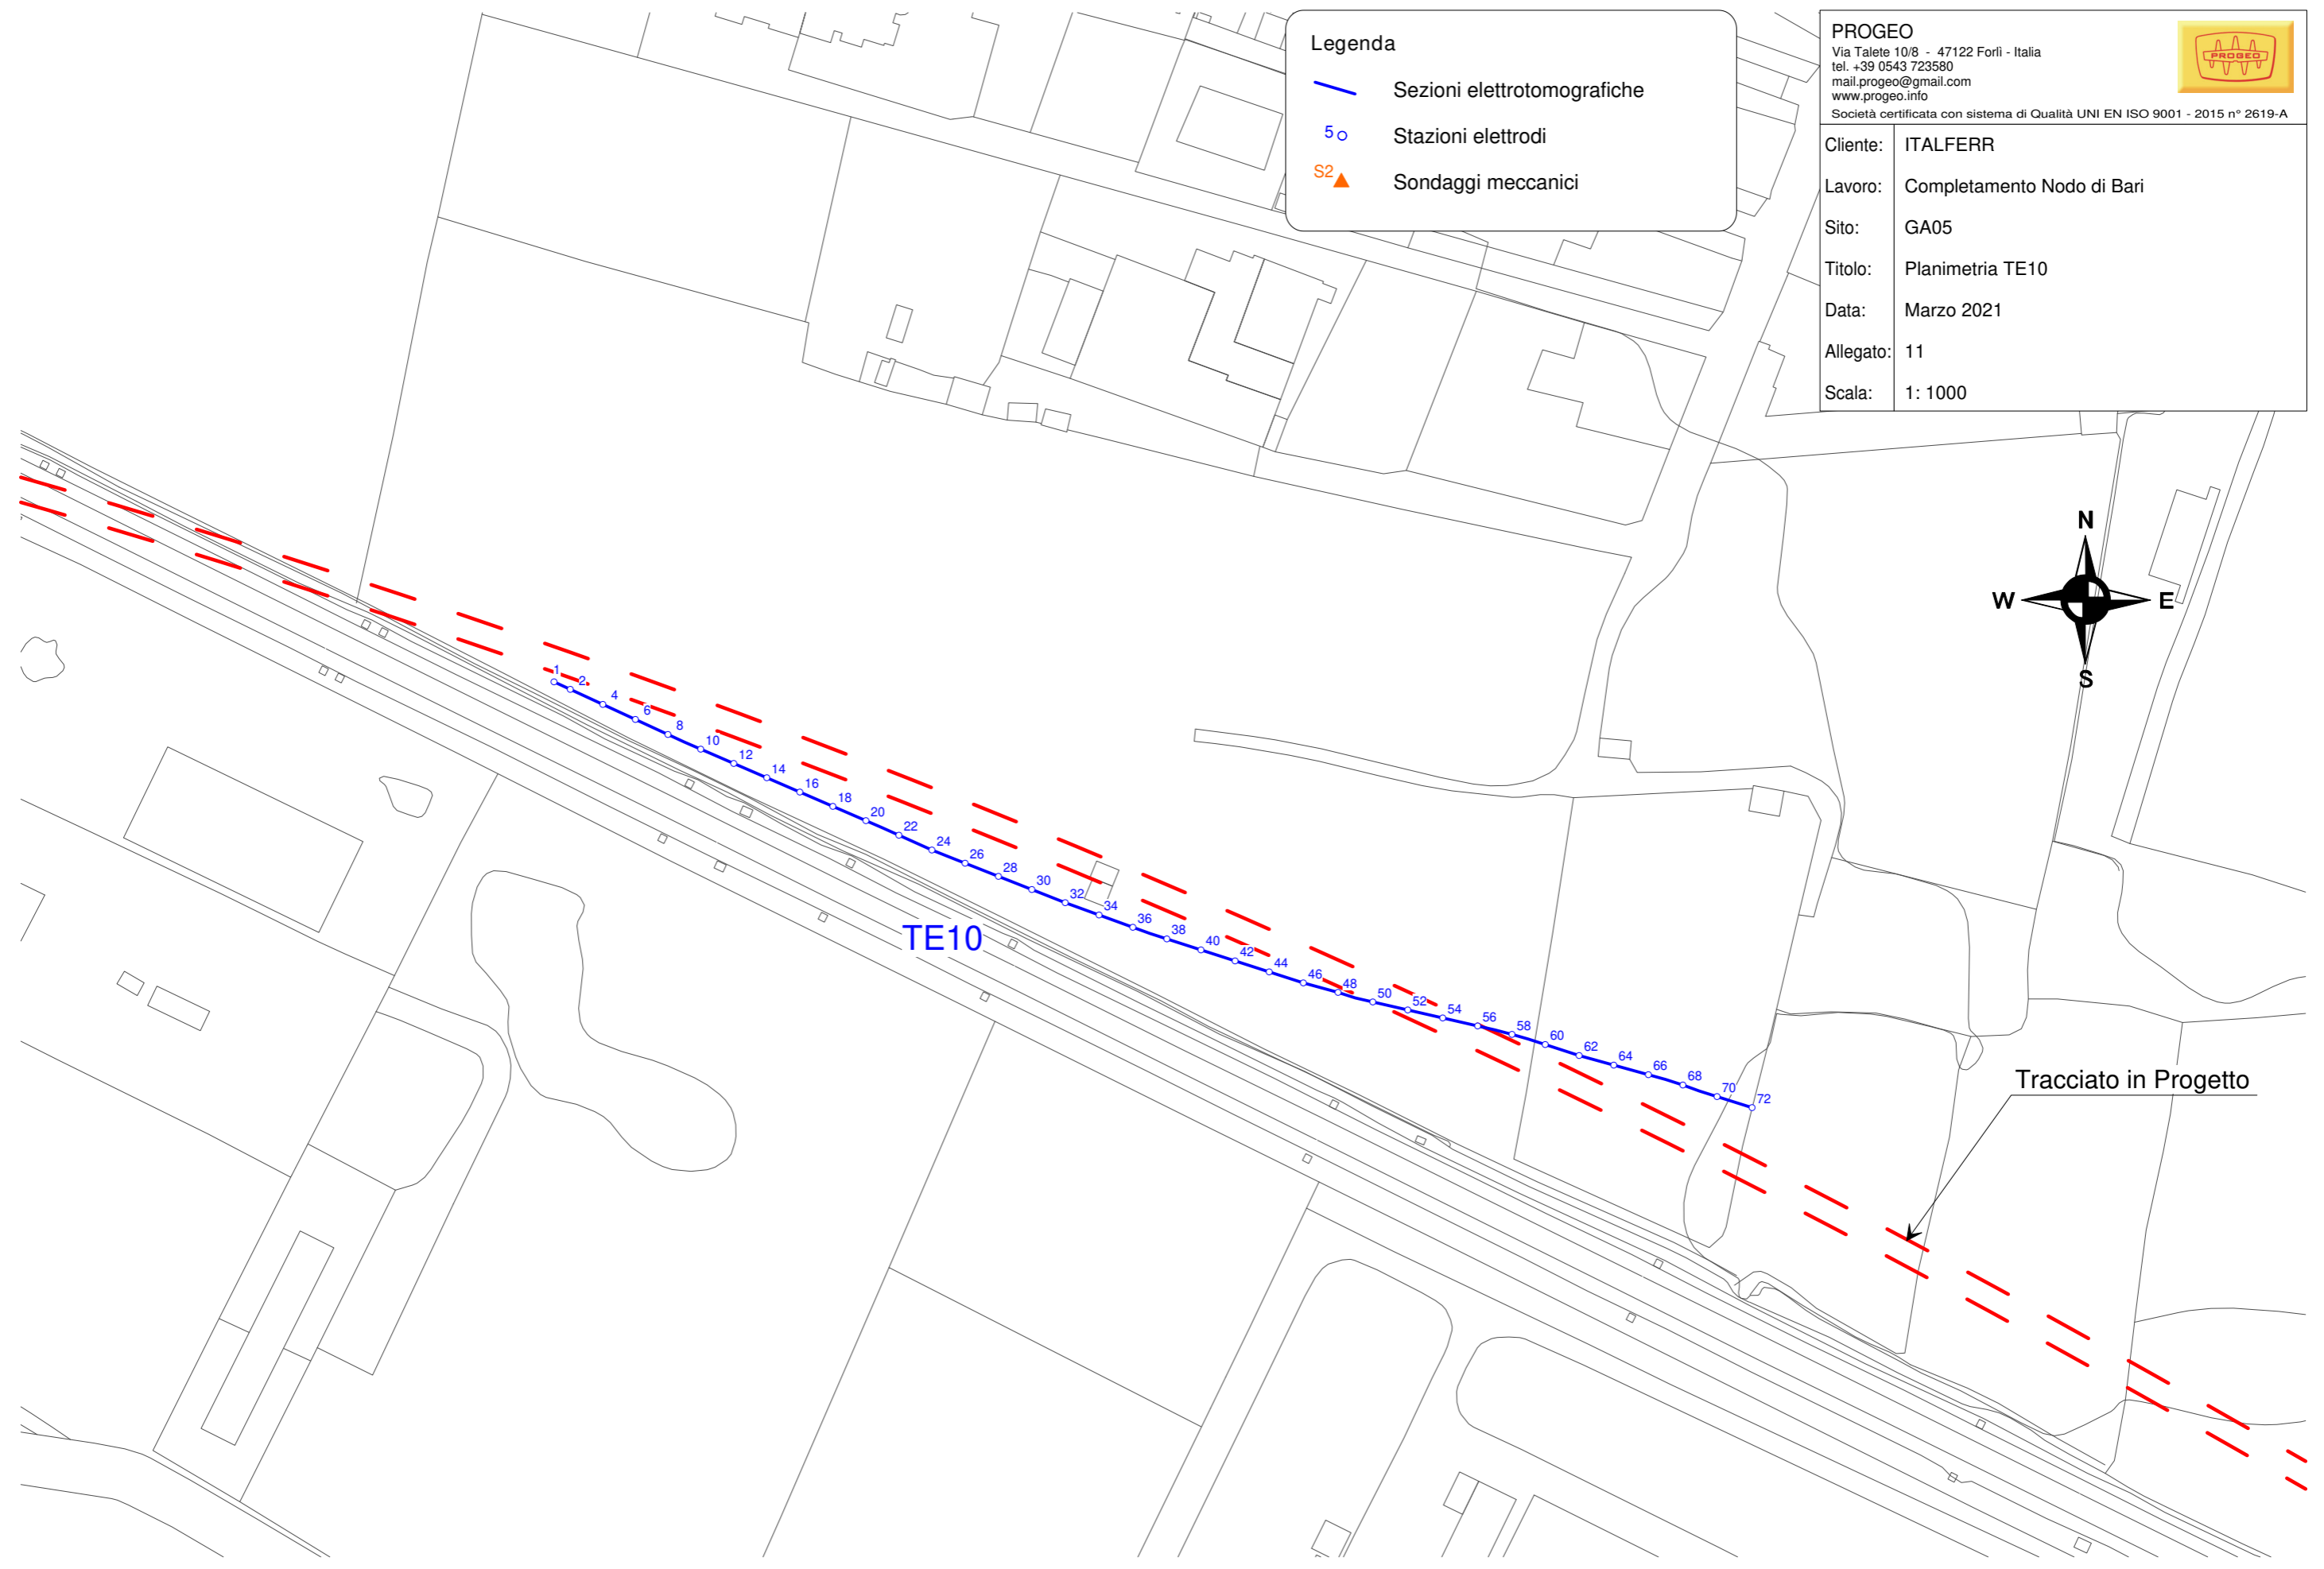 Legenda
Sezioni elettrotomografiche
5 Stazioni elettrodi
S2 Sondaggi meccanici
PROGEO
Via Talete 10/8 - 47122 Forlì - Italia
tel. +39 0543 723580
mail.progeo@gmail.com
www.progeo.info
PROGEO
Società certificata con sistema di Qualità UNI EN ISO 9001 - 2015 n° 2619-A
Cliente: ITALFERR
Lavoro: Completamento Nodo di Bari
Sito: GA05
Titolo: Planimetria TE10
Data: Marzo 2021
Allegato: 11
Scala: 1: 1000
N
W E
S
1
2
4
6
8
10
12
14
16
18
20
22
24
26
28
30
32
34
36
38
40
42
44
46
48
50
52
54
56
58
60
62
64
66
68
70
72
TE10
Tracciato in Progetto